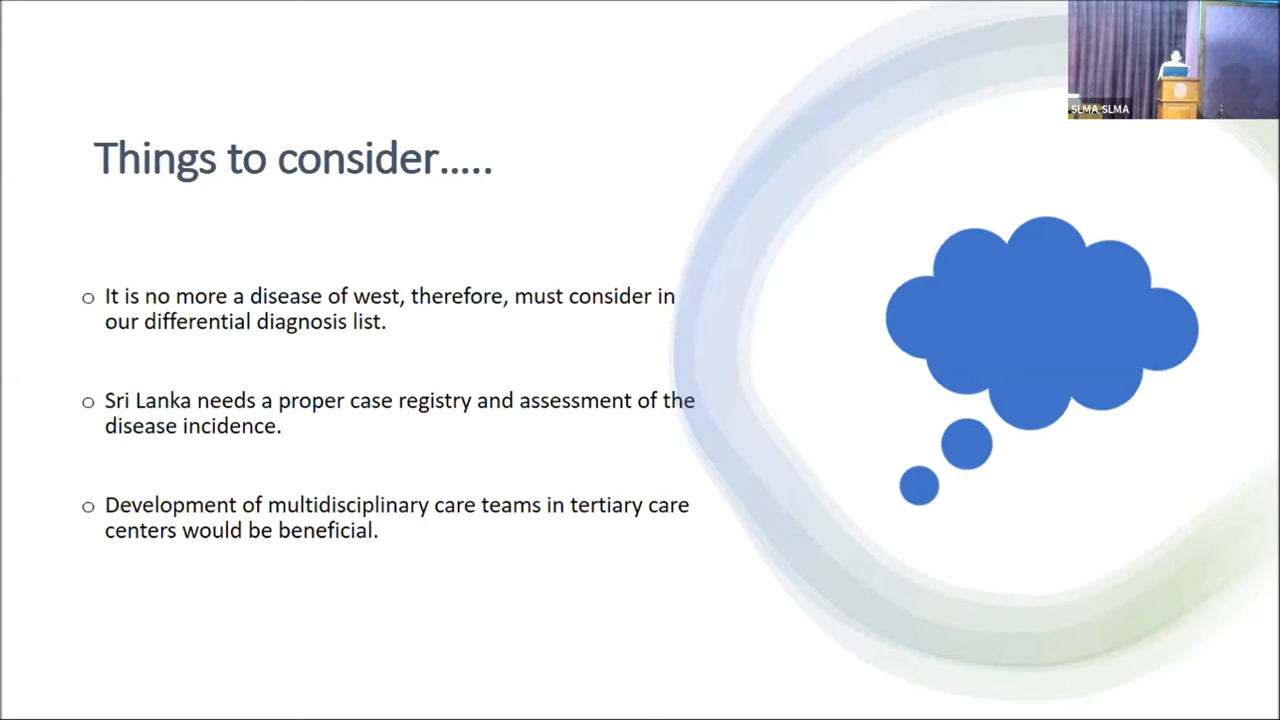 SLMA SLMA
Things to consider.....
o It is no more a disease of west, therefore, must consider in
our differential diagnosis list.
o Sri Lanka needs a proper case registry and assessment of the
disease incidence.
o Development of multidisciplinary care teams in tertiary care
centers would be beneficial.